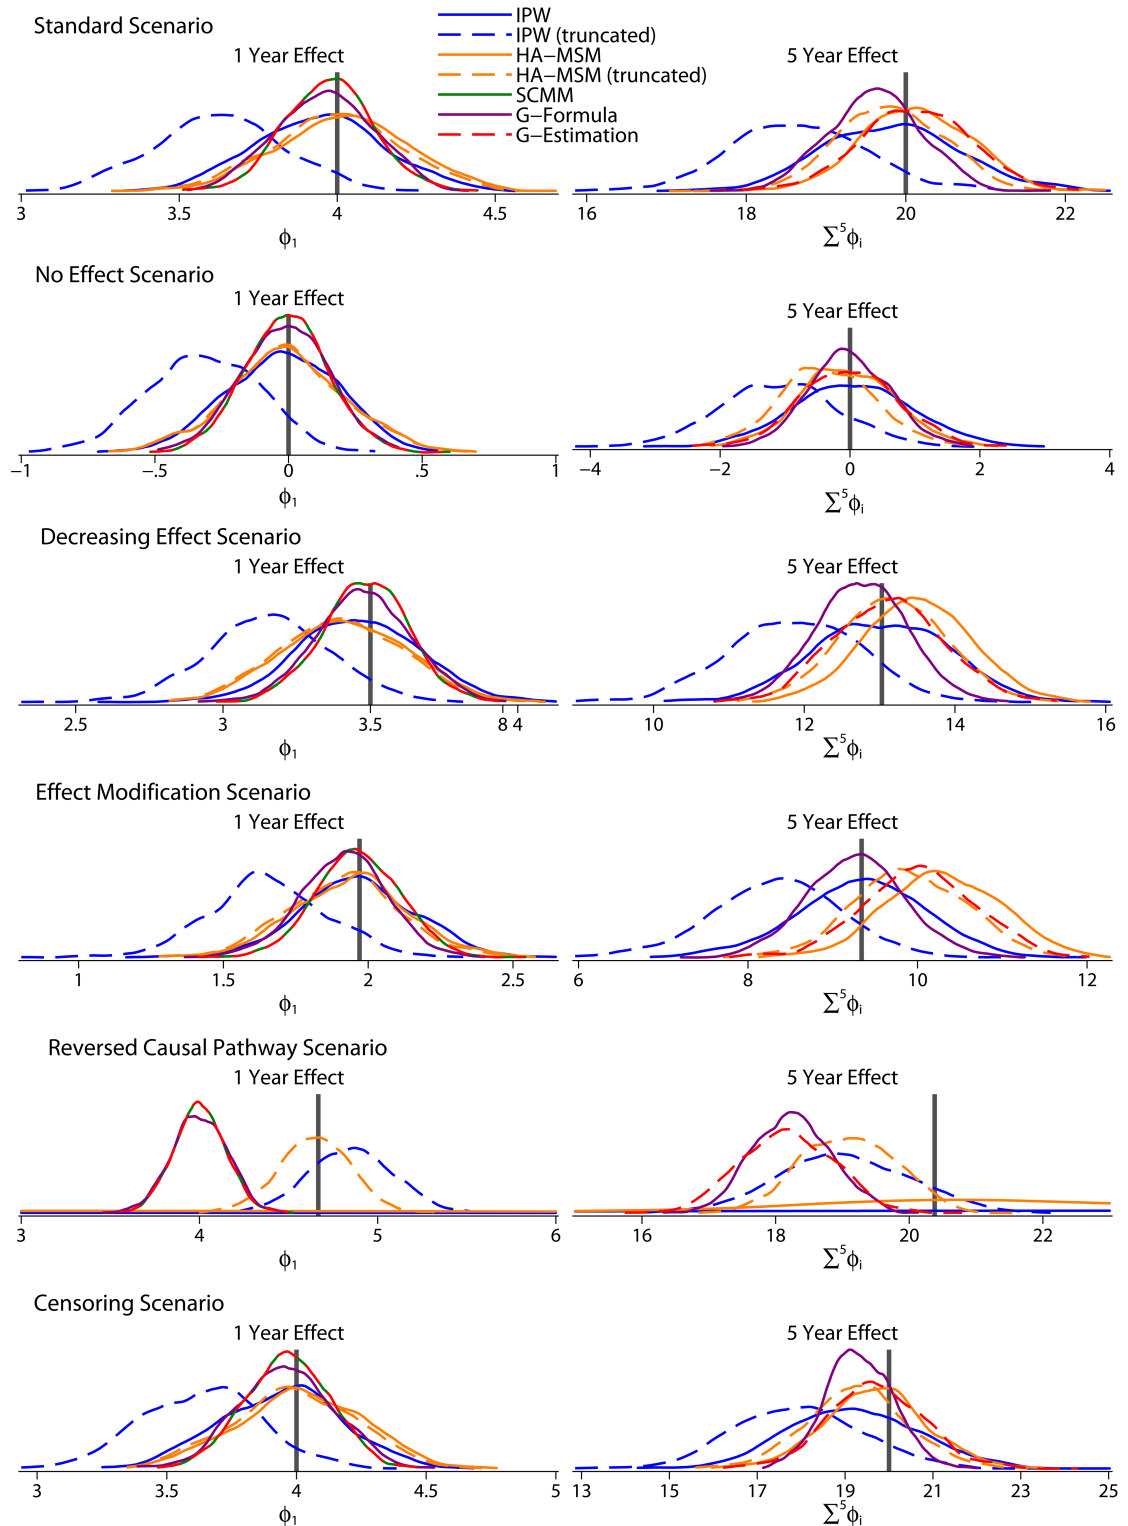 Standard Scenario
IPW
IPW (truncated)
HA−MSM
HA−MSM (truncated)
SCMM
G−Formula
G−Estimation
1 Year Effect
3 3.5 4 4.5
ϕ1
5 Year Effect
16 18 20 22
∑5ϕi
No Effect Scenario
1 Year Effect
−1 −.5 0 .5 1
ϕ1
5 Year Effect
−4 −2 0 2 4
∑5ϕi
Decreasing Effect Scenario
1 Year Effect
2.5 3 3.5 8 4
ϕ1
5 Year Effect
10 12 14 16
∑5ϕi
Effect Modification Scenario
1 Year Effect
1 1.5 2 2.5
ϕ1
5 Year Effect
6 8 10 12
∑5ϕi
Reversed Causal Pathway Scenario
1 Year Effect
3 4 5 6
ϕ1
5 Year Effect
16 18 20 22
∑5ϕi
Censoring Scenario
1 Year Effect
3 3.5 4 4.5 5
ϕ1
5 Year Effect
13 15 17 19 21 23 25
∑5ϕi